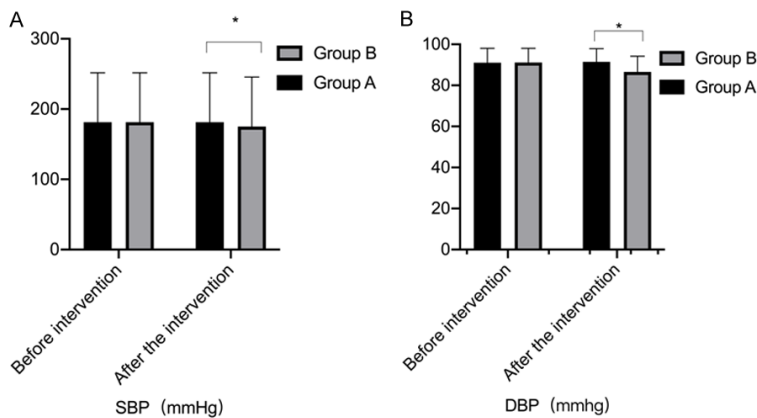 A
*
300
200
100
0
Group B
Group A
Before intervention
After the intervention
SBP（mmHg)
B
*
100
80
60
40
20
0
Group B
Group A
Before intervention
After the intervention
DBP（mmhg)